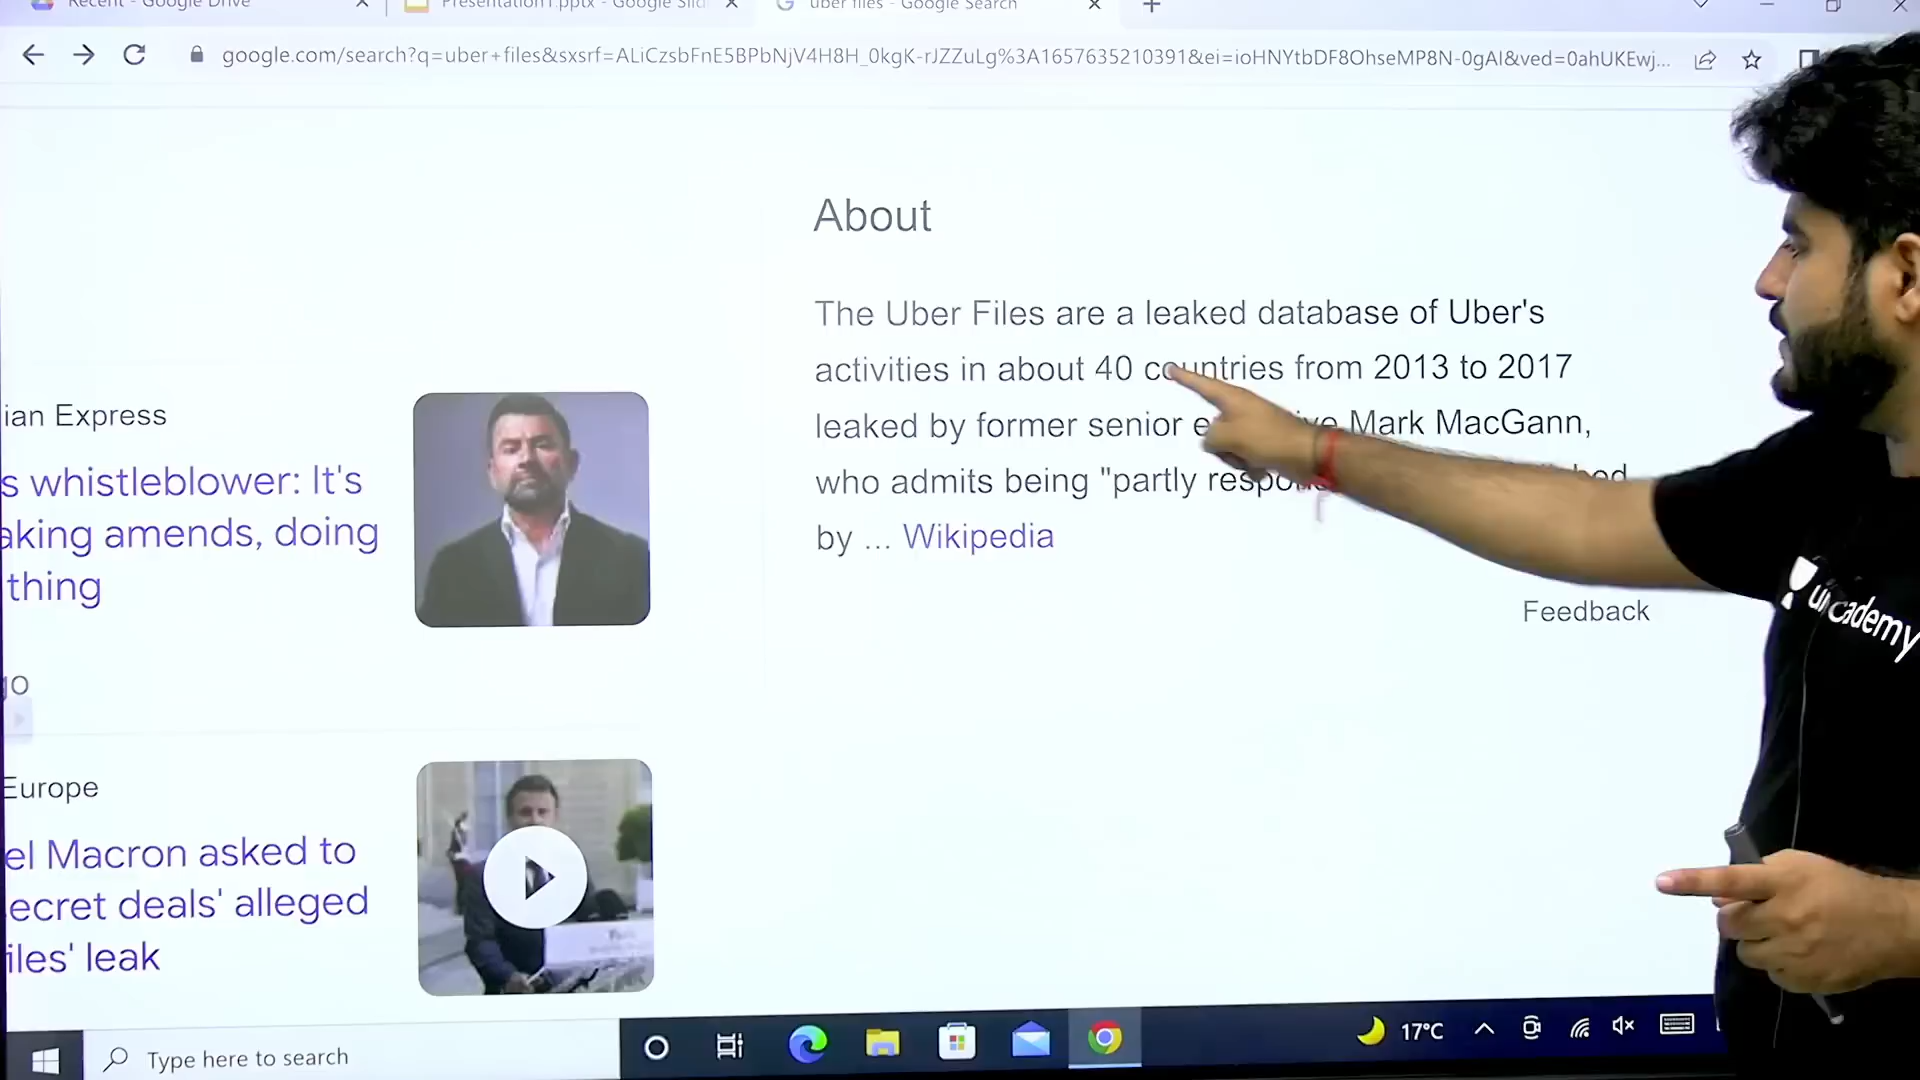 Recent - Google Drive
Presentation1.pptx - Google Slid
uber files - Google Search
google.com/search?q=uber+files&sxsrf=ALiCzsbFnE5BPbNjV4H8H_0kgK-rJZZuLg%3A1657635210391&ei=ioHNYtbDF8OhseMP8N-0gAI&ved=0ahUKEwj...
About
The Uber Files are a leaked database of Uber's
activities in about 40 countries from 2013 to 2017
leaked by former senior Mark MacGann,
who admits being "partly
by ... Wikipedia
Feedback
ian Express
s whistleblower: It's
aking amends, doing
thing
go
Europe
el Macron asked to
ecret deals' alleged
iles' leak
unacademy
Type here to search
17°C